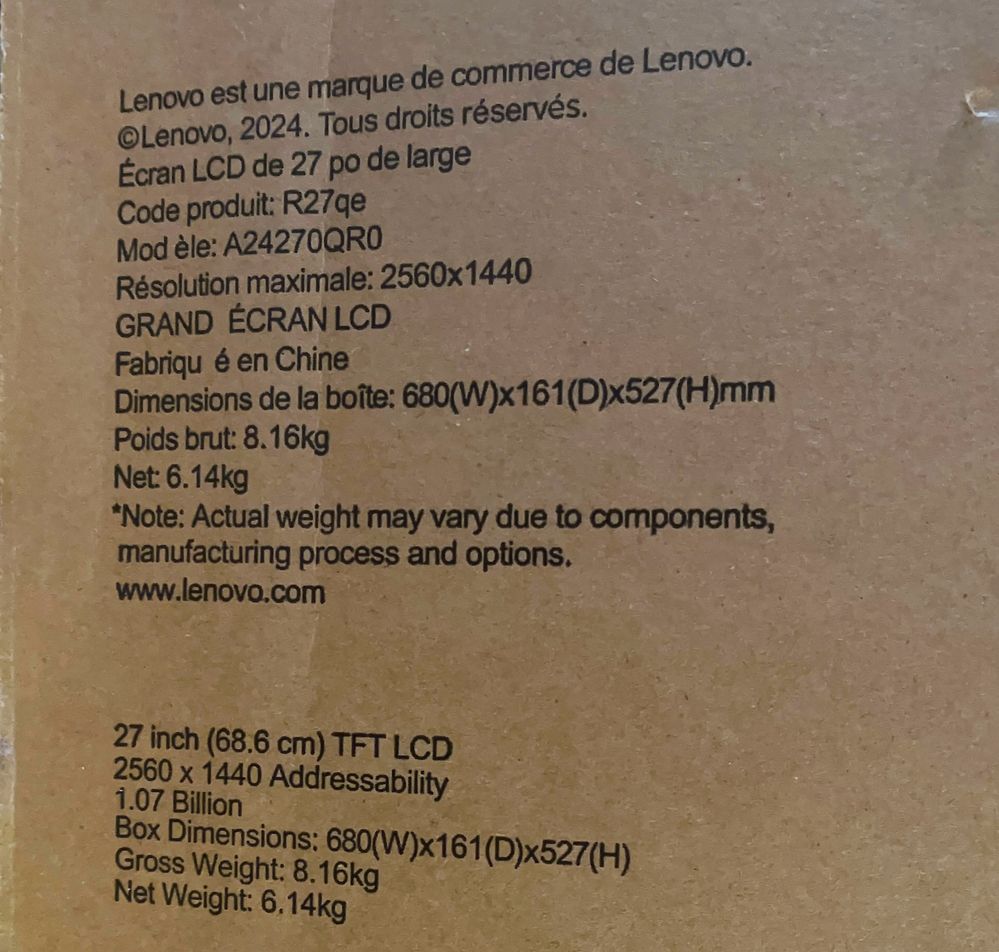 Lenovo est une marque de commerce de Lenovo.
©Lenovo, 2024. Tous droits réservés.
Écran LCD de 27 po de large
Code produit: R27qe
Mod èle: A24270QR0
Résolution maximale: 2560x1440
GRAND ÉCRAN LCD
Fabriqu é en Chine
Dimensions de la boîte: 680(W)x161(D)x527(H)mm
Poids brut: 8.16kg
Net: 6.14kg
*Note: Actual weight may vary due to components,
manufacturing process and options.
www.lenovo.com
27 inch (68.6 cm) TFT LCD
2560 x 1440 Addressability
1.07 Billion
Box Dimensions: 680(W)x161(D)x527(H)
Gross Weight: 8.16kg
Net Weight: 6.14kg